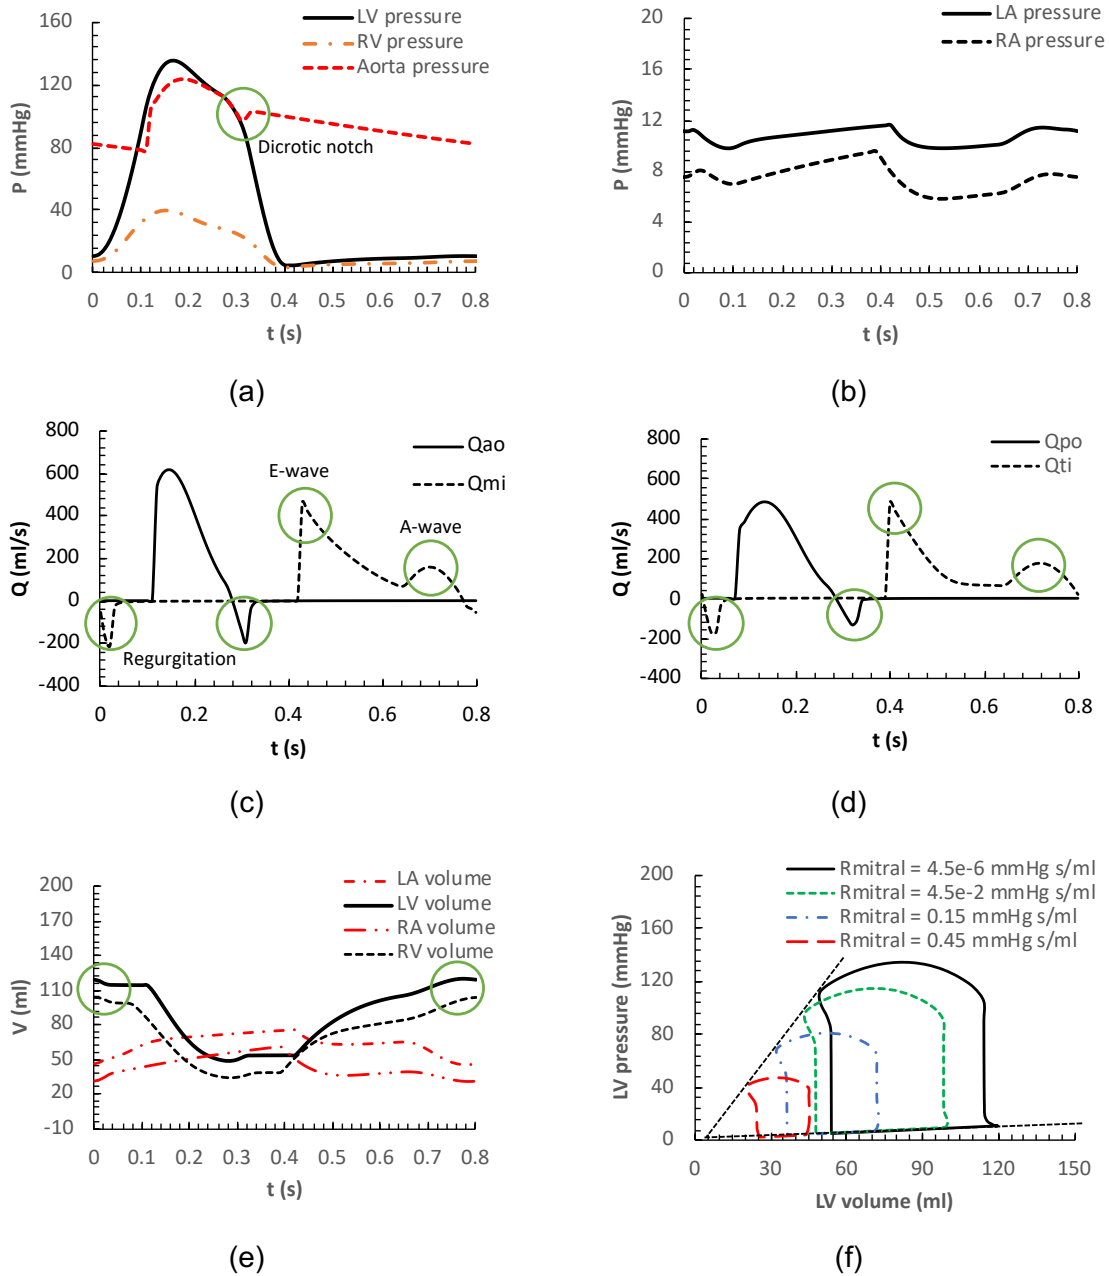 160
120
80
40
0
P (mmHg)
LV pressure
RV pressure
Aorta pressure
Dicrotic notch
0 0.1 0.2 0.3 0.4 0.5 0.6 0.7 0.8
t (s)
(a)
20
16
12
8
4
0
P (mmHg)
LA pressure
RA pressure
0 0.1 0.2 0.3 0.4 0.5 0.6 0.7 0.8
t (s)
(b)
800
600
400
200
0
-200
-400
Q (ml/s)
Qao
Qmi
E-wave
A-wave
Regurgitation
0 0.2 0.4 0.6 0.8
t (s)
(c)
800
600
400
200
0
-200
-400
Q (ml/s)
Qpo
Qti
0 0.2 0.4 0.6 0.8
t (s)
(d)
200
170
140
110
80
50
20
-10
V (ml)
LA volume
LV volume
RA volume
RV volume
0 0.1 0.2 0.3 0.4 0.5 0.6 0.7 0.8
t (s)
(e)
200
160
120
80
40
0
LV pressure (mmHg)
Rmitral = 4.5e-6 mmHg s/ml
Rmitral = 4.5e-2 mmHg s/ml
Rmitral = 0.15 mmHg s/ml
Rmitral = 0.45 mmHg s/ml
0 30 60 90 120 150
LV volume (ml)
(f)